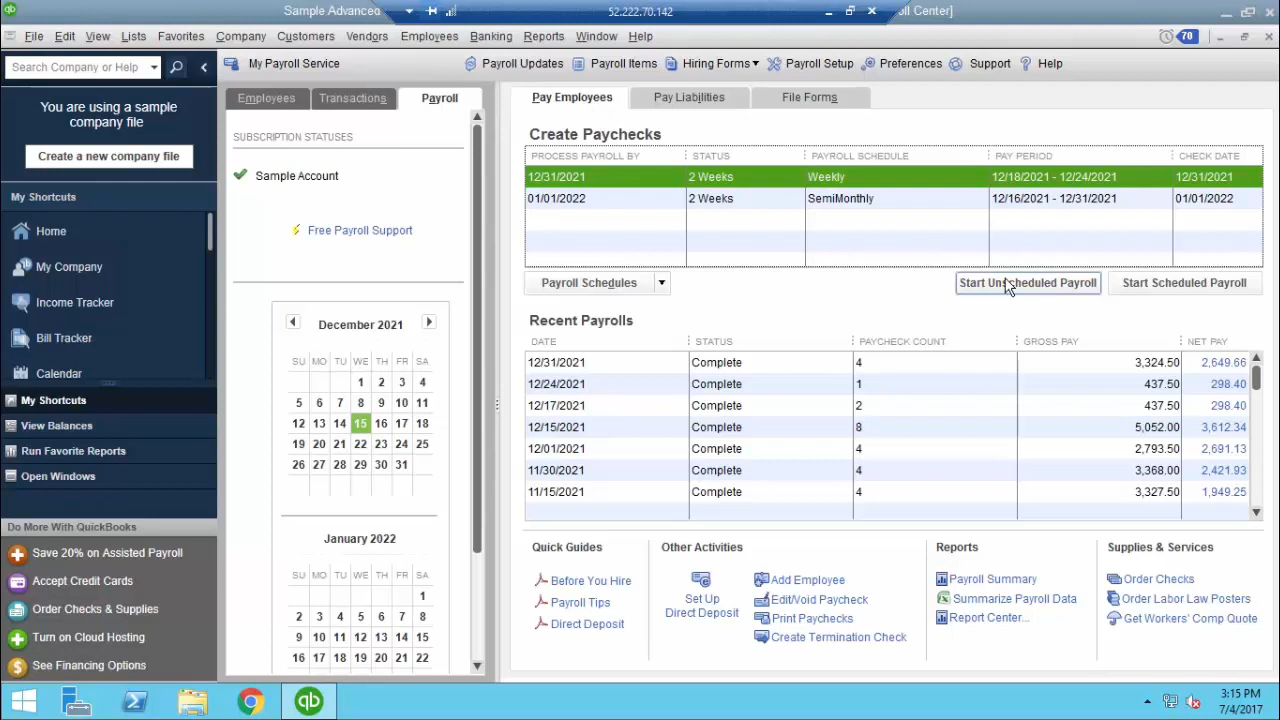 Sample Advanced
52.222.70.142
oll Center]
File Edit View Lists Favorites Company Customers Vendors Employees Banking Reports Window Help
70
Search Company or Help
My Payroll Service
Payroll Updates
Payroll Items
Hiring Forms
Payroll Setup
Preferences
Support
Help
You are using a sample
company file
Create a new company file
My Shortcuts
Home
My Company
Income Tracker
Bill Tracker
Calendar
My Shortcuts
View Balances
Run Favorite Reports
Open Windows
Do More With QuickBooks
Save 20% on Assisted Payroll
Accept Credit Cards
Order Checks & Supplies
Turn on Cloud Hosting
See Financing Options
Employees Transactions Payroll
SUBSCRIPTION STATUSES
Sample Account
Free Payroll Support
December 2021
SU MO TU WE TH FR SA
1 2 3 4
5 6 7 8 9 10 11
12 13 14 15 16 17 18
19 20 21 22 23 24 25
26 27 28 29 30 31
January 2022
SU MO TU WE TH FR SA
1
2 3 4 5 6 7 8
9 10 11 12 13 14 15
16 17 18 19 20 21 22
Pay Employees Pay Liabilities File Forms
Create Paychecks
PROCESS PAYROLL BY STATUS PAYROLL SCHEDULE PAY PERIOD CHECK DATE
12/31/2021 2 Weeks Weekly 12/18/2021 - 12/24/2021 12/31/2021
01/01/2022 2 Weeks SemiMonthly 12/16/2021 - 12/31/2021 01/01/2022
Payroll Schedules
Start Unscheduled Payroll
Start Scheduled Payroll
Recent Payrolls
DATE STATUS PAYCHECK COUNT GROSS PAY NET PAY
12/31/2021 Complete 4 3,324.50 2,649.66
12/24/2021 Complete 1 437.50 298.40
12/17/2021 Complete 2 437.50 298.40
12/15/2021 Complete 8 5,052.00 3,612.34
12/01/2021 Complete 4 2,793.50 2,691.13
11/30/2021 Complete 4 3,368.00 2,421.93
11/15/2021 Complete 4 3,327.50 1,949.25
Quick Guides
Before You Hire
Payroll Tips
Direct Deposit
Other Activities
Set Up
Direct Deposit
Add Employee
Edit/Void Paycheck
Print Paychecks
Create Termination Check
Reports
Payroll Summary
Summarize Payroll Data
Report Center...
Supplies & Services
Order Checks
Order Labor Law Posters
Get Workers' Comp Quote
qb
3:15 PM
7/4/2017